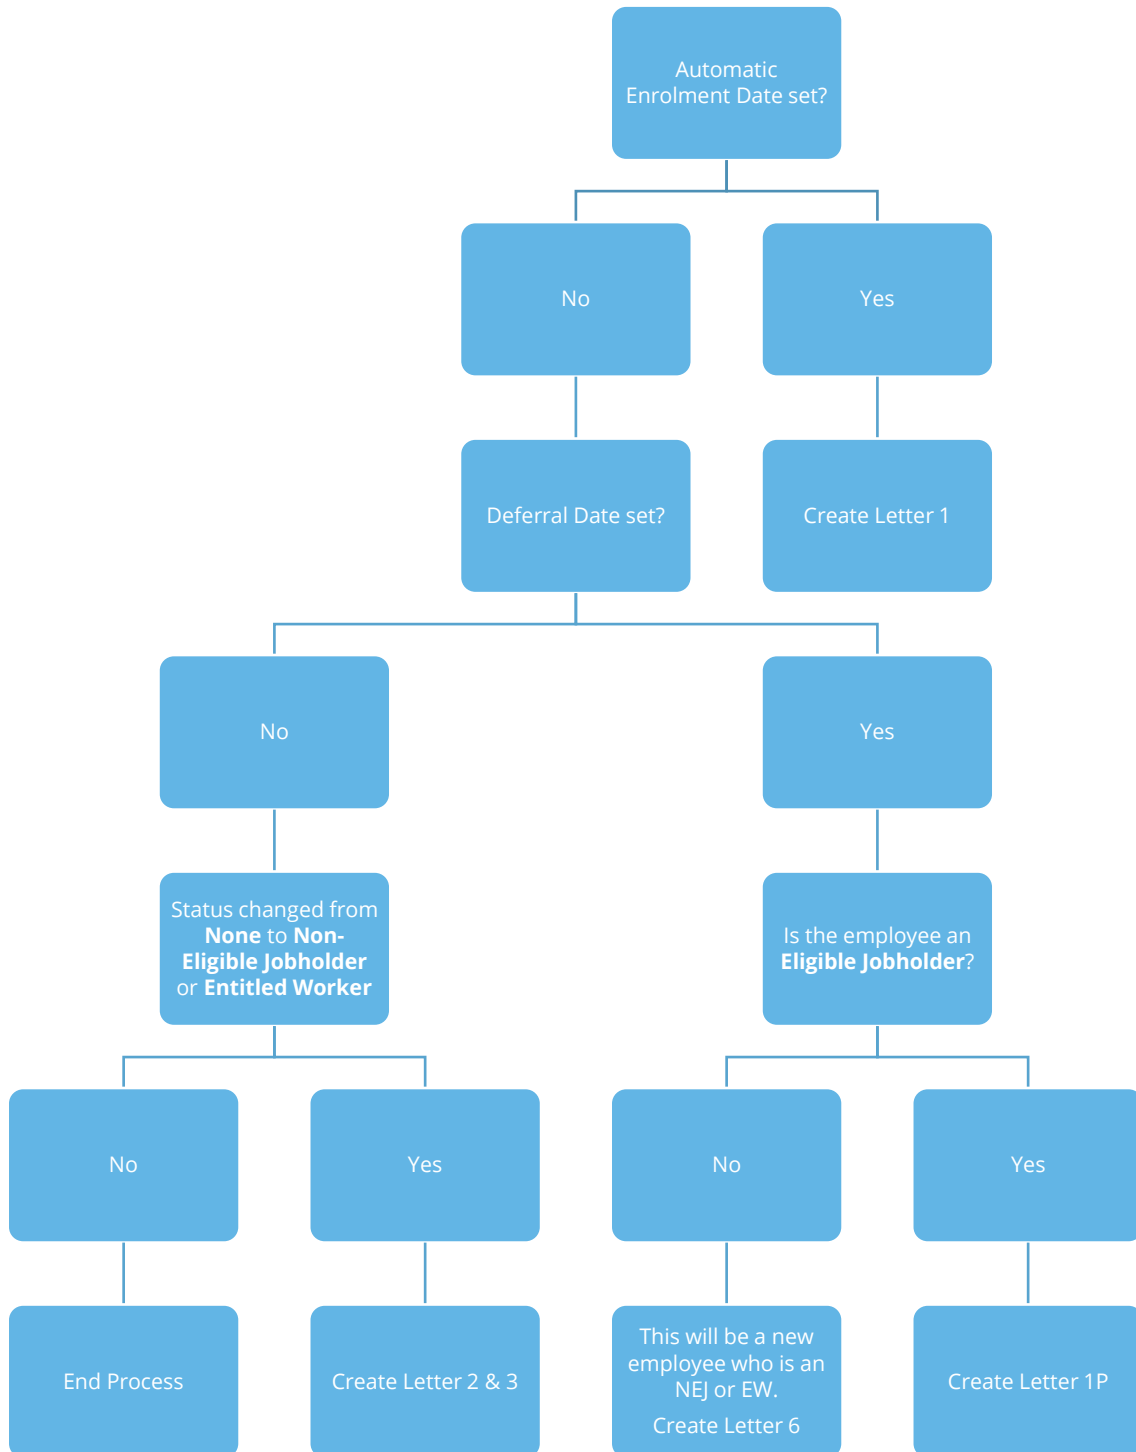 Automatic
Enrolment Date set?
No
Yes
Deferral Date set?
Create Letter 1
No
Yes
Status changed from
None to Non-
Eligible Jobholder
or Entitled Worker
Is the employee an
Eligible Jobholder?
No
Yes
No
Yes
End Process
Create Letter 2 & 3
This will be a new
employee who is an
NEJ or EW.
Create Letter 6
Create Letter 1P